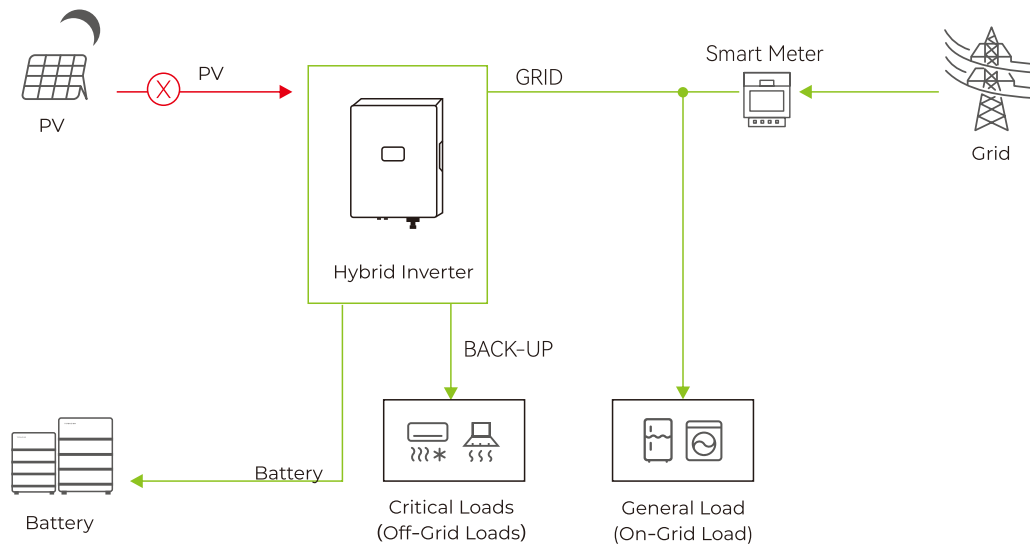 PV
PV
X
GRID
Smart Meter
Grid
Hybrid Inverter
BACK-UP
Battery
Battery
Critical Loads
(Off-Grid Loads)
General Load
(On-Grid Load)